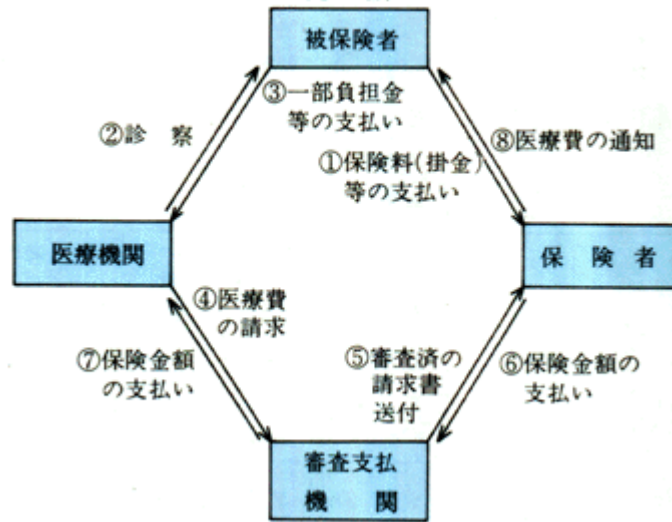 被保険者
③一部負担金
等の支払い
②診 察
⑧医療費の通知
①保険料(掛金)
等の支払い
医療機関
保 険 者
④医療費
の請求
⑦保険金額
の支払い
⑤審査済の
請求書
送付
⑥保険金額の
支払い
審査支払
機 関